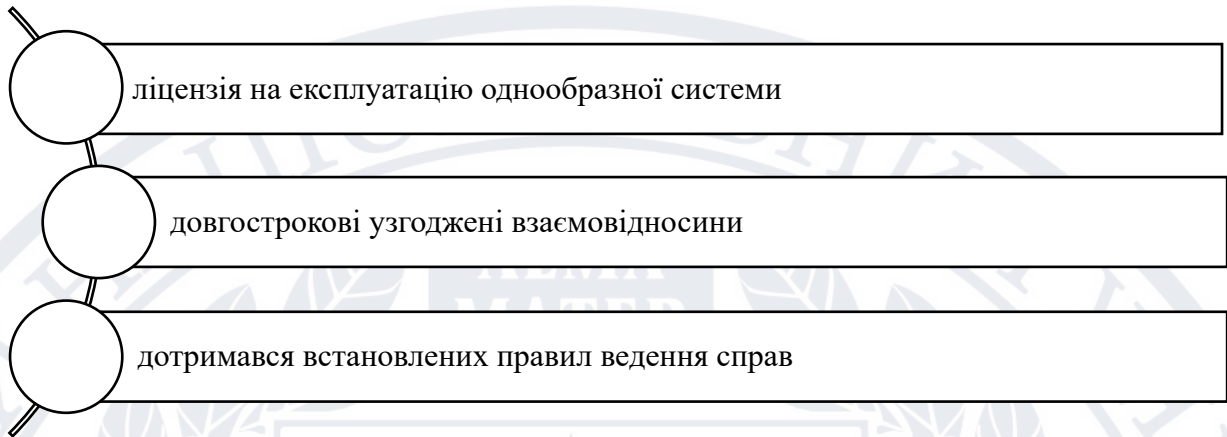 ліцензія на експлуатацію однообразної системи
довгострокові узгоджені взаємовідносини
дотримався встановлених правил ведення справ